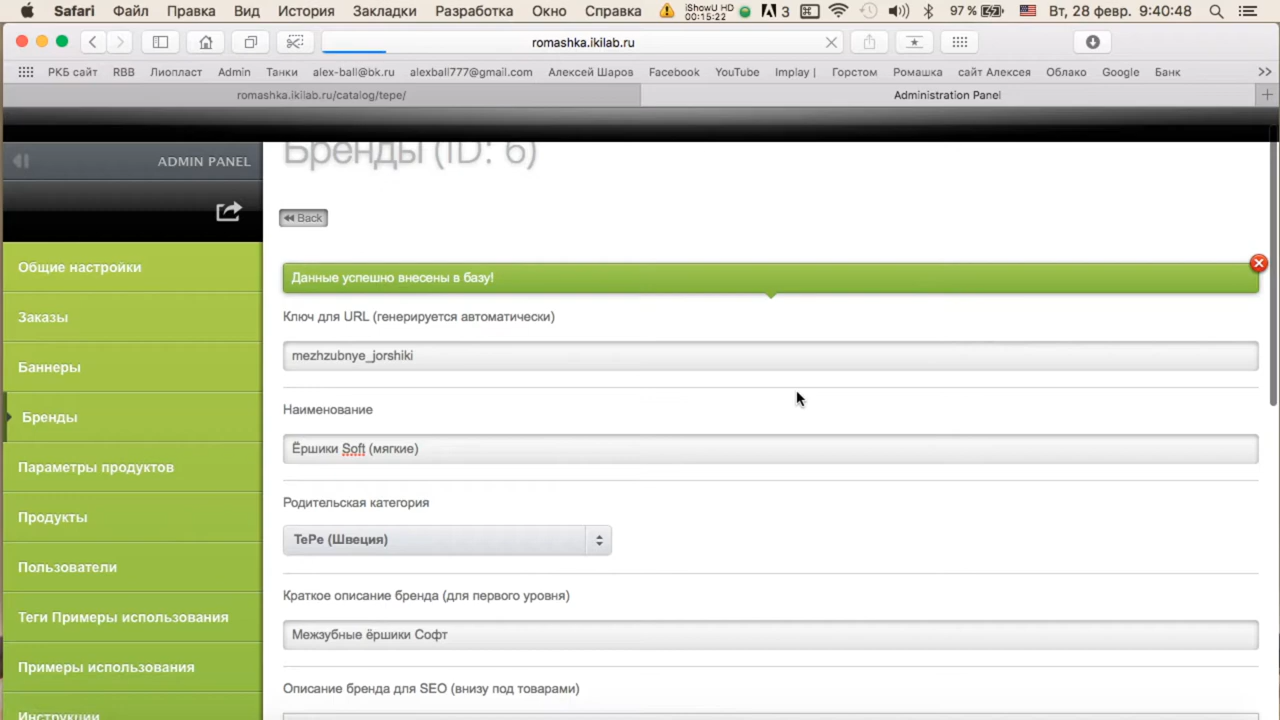 Safari Файл Правка Вид История Закладки Разработка Окно Справка iShowU HD 00:15:22 3 97 % Вт, 28 февр. 9:40:48
romashka.ikilab.ru
РКБ сайт RBB Лиопласт Admin Танки alex-ball@bk.ru alexball777@gmail.com Алексей Шаров Facebook YouTube Implay | Горстом Ромашка сайт Алексея Облако Google Банк >>
romashka.ikilab.ru/catalog/tepe/ Administration Panel
ADMIN PANEL
Бренды (ID: 6)
Back
Общие настройки
Заказы
Баннеры
Бренды
Параметры продуктов
Продукты
Пользователи
Теги Примеры использования
Примеры использования
Инструкции
Данные успешно внесены в базу!
Ключ для URL (генерируется автоматически)
mezhzubnye_jorshiki
Наименование
Ёршики Soft (мягкие)
Родительская категория
TePe (Швеция)
Краткое описание бренда (для первого уровня)
Межзубные ёршики Софт
Описание бренда для SEO (внизу под товарами)